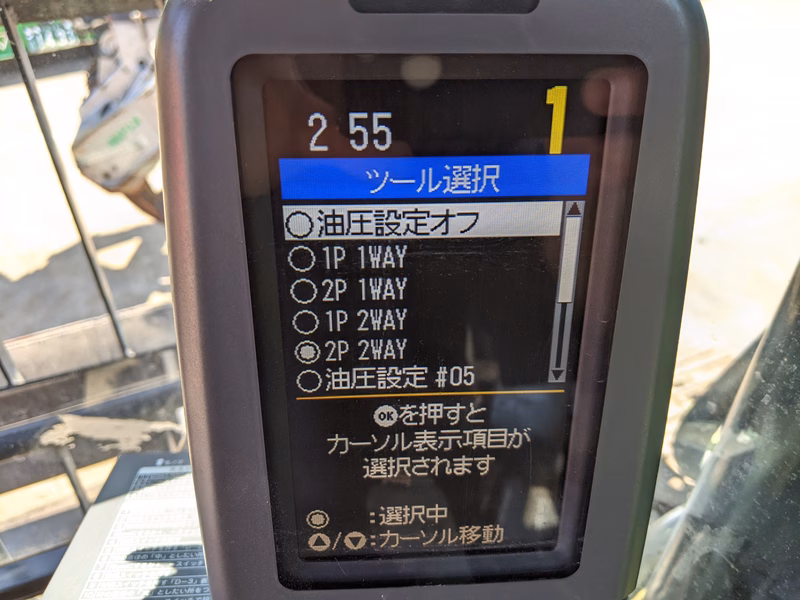 2 55
1
ツール選択
油圧設定オフ
1P 1WAY
2P 1WAY
1P 2WAY
2P 2WAY
油圧設定 #05
OKを押すと
カーソル表示項目が
選択されます
:選択中
/ :カーソル移動